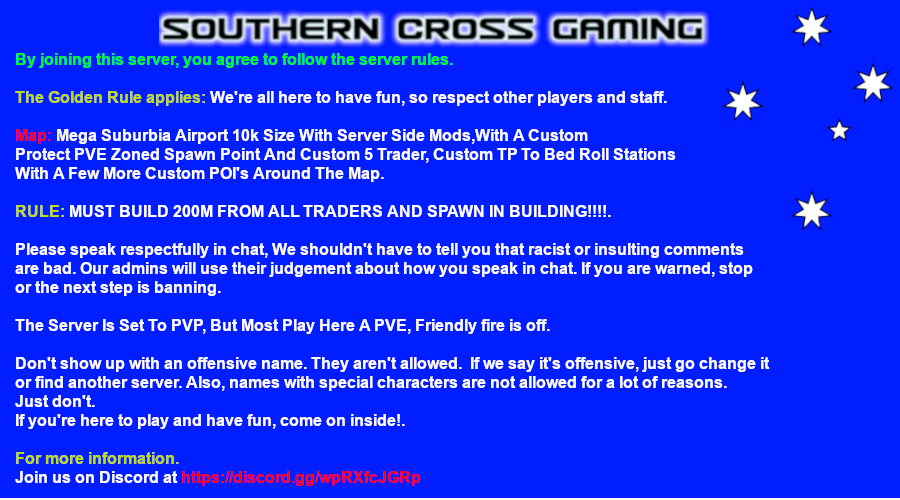 SOUTHERN CROSS GAMING
By joining this server, you agree to follow the server rules.
The Golden Rule applies: We're all here to have fun, so respect other players and staff.
Map: Mega Suburbia Airport 10k Size With Server Side Mods,With A Custom
Protect PVE Zoned Spawn Point And Custom 5 Trader, Custom TP To Bed Roll Stations
With A Few More Custom POI's Around The Map.
RULE: MUST BUILD 200M FROM ALL TRADERS AND SPAWN IN BUILDING!!!!.
Please speak respectfully in chat, We shouldn't have to tell you that racist or insulting comments
are bad. Our admins will use their judgement about how you speak in chat. If you are warned, stop
or the next step is banning.
The Server Is Set To PVP, But Most Play Here A PVE, Friendly fire is off.
Don't show up with an offensive name. They aren't allowed.  If we say it's offensive, just go change it
or find another server. Also, names with special characters are not allowed for a lot of reasons.
Just don't.
If you're here to play and have fun, come on inside!.
For more information.
Join us on Discord at https://discord.gg/wpRXfcJGRp